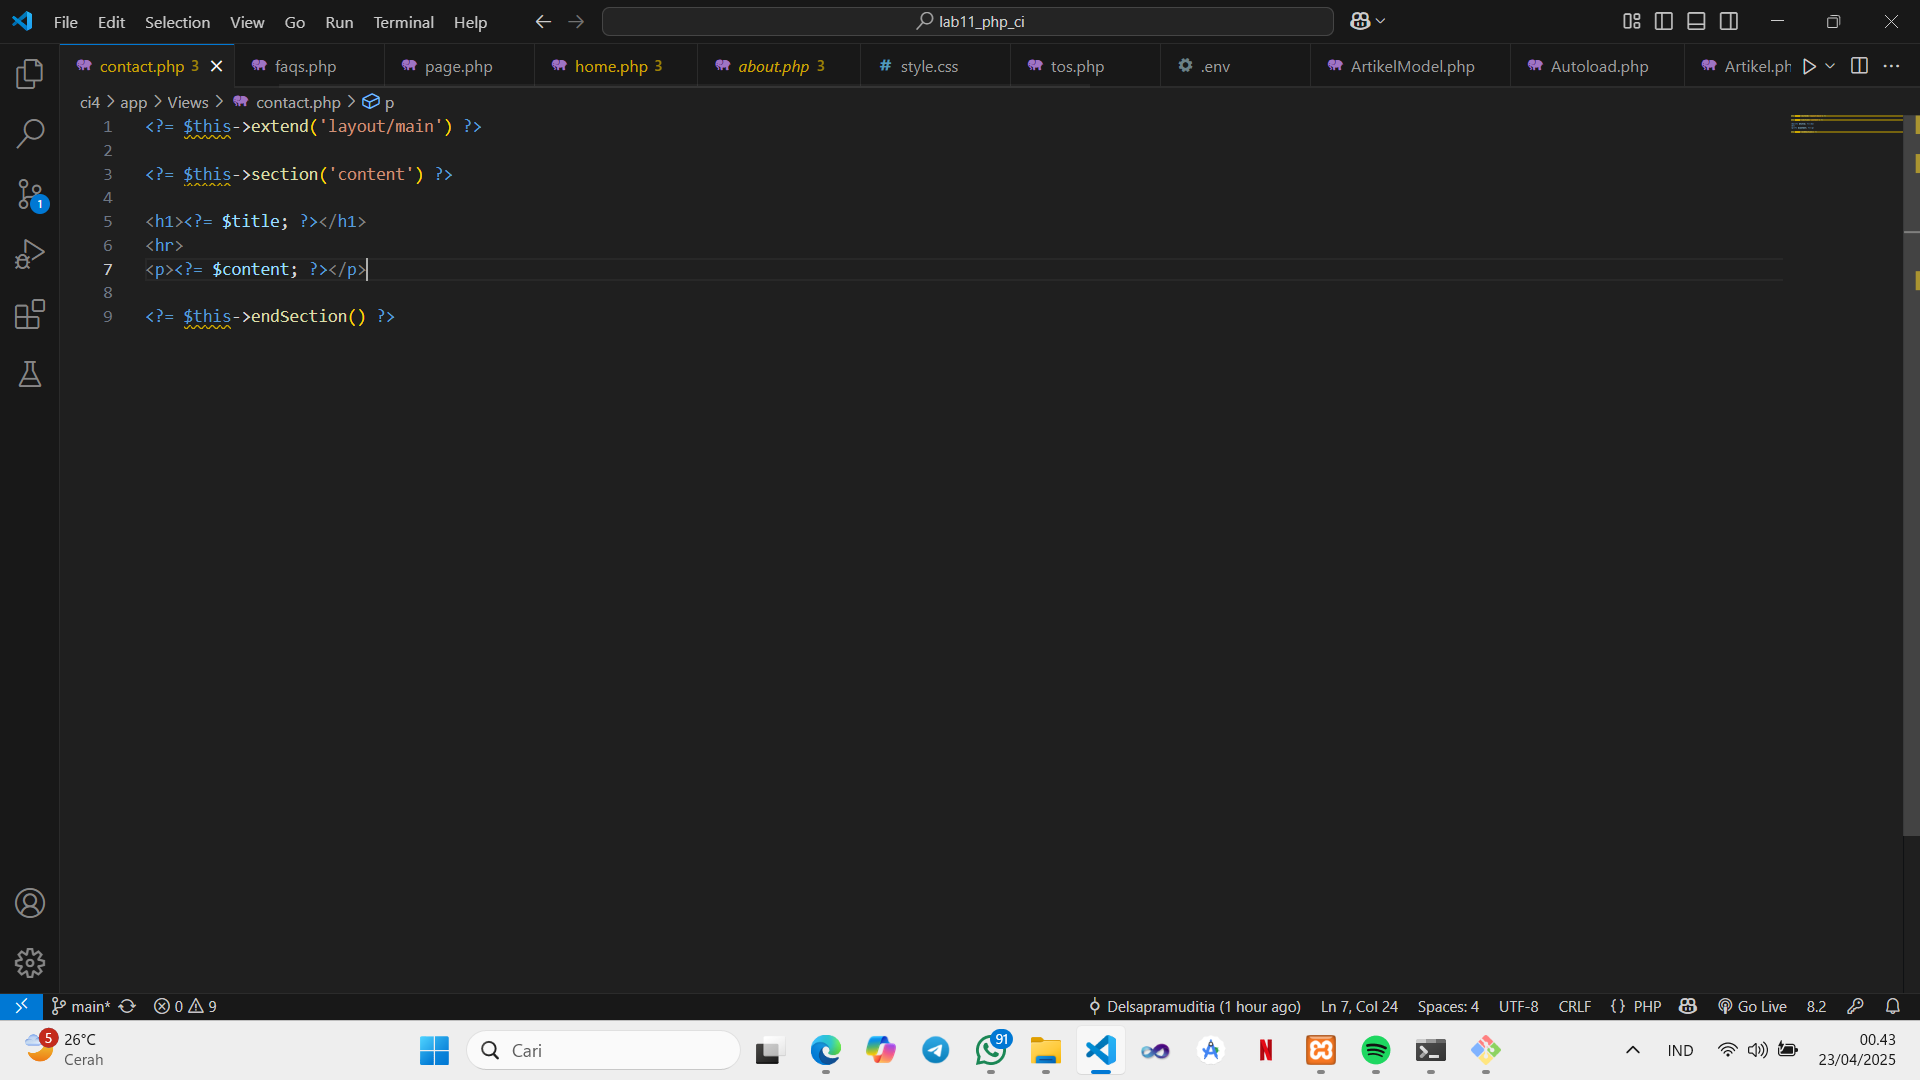 File Edit Selection View Go Run Terminal Help lab11_php_ci
contact.php 3 faqs.php page.php home.php 3 about.php 3 style.css tos.php .env ArtikelModel.php Autoload.php Artikel.ph
ci4 > app > Views > contact.php > p
1 <?= $this->extend('layout/main') ?>
2
3 <?= $this->section('content') ?>
4
5 <h1><?= $title; ?></h1>
6 <hr>
7 <p><?= $content; ?></p>
8
9 <?= $this->endSection() ?>
1
main* 0 9 Delsapramuditia (1 hour ago) Ln 7, Col 24 Spaces: 4 UTF-8 CRLF {} PHP Go Live 8.2
5 26°C
Cerah
Cari
91
N
IND
00.43
23/04/2025